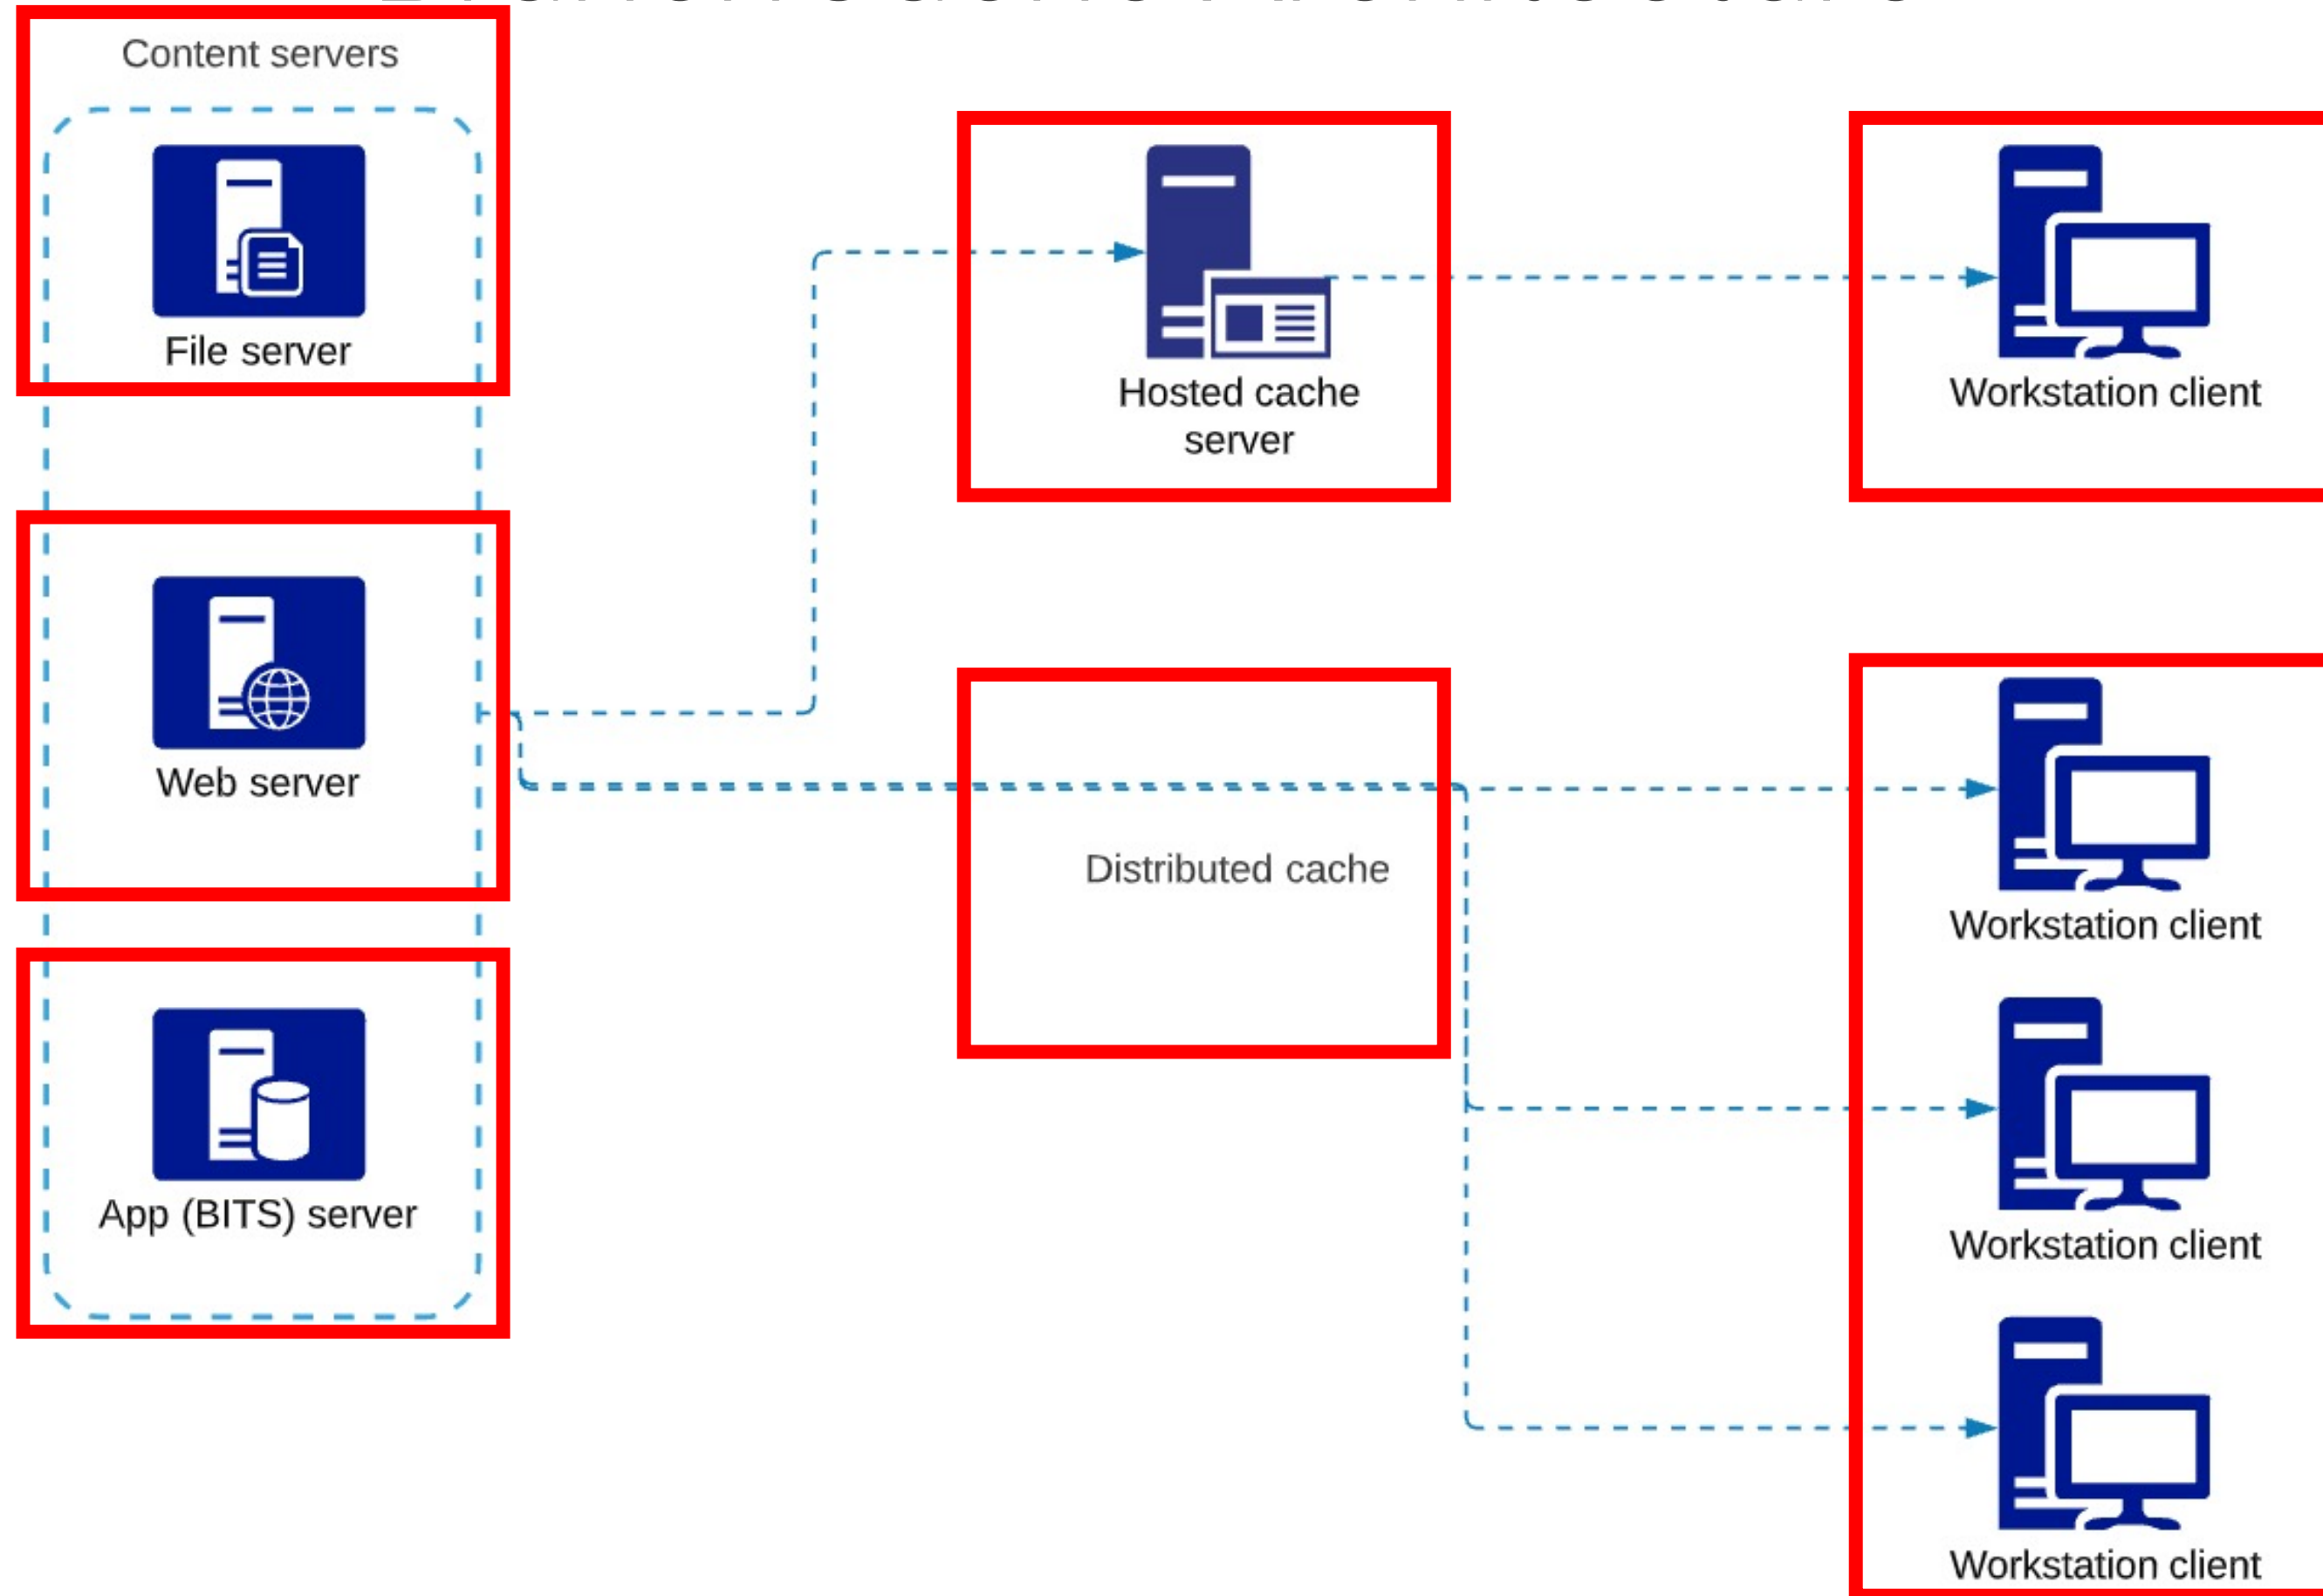 Content servers
File server
Web server
App (BITS) server
Hosted cache
server
Distributed cache
Workstation client
Workstation client
Workstation client
Workstation client